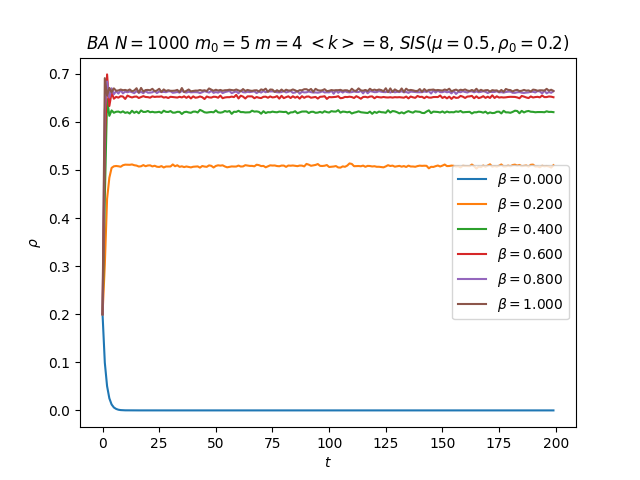 BA N = 1000 m₀ = 5 m = 4 < k >= 8, SIS(μ = 0.5, ρ₀ = 0.2)
0.7
0.6
0.5
0.4
0.3
0.2
0.1
0.0
ρ
β = 0.000
β = 0.200
β = 0.400
β = 0.600
β = 0.800
β = 1.000
0 25 50 75 100 125 150 175 200
t